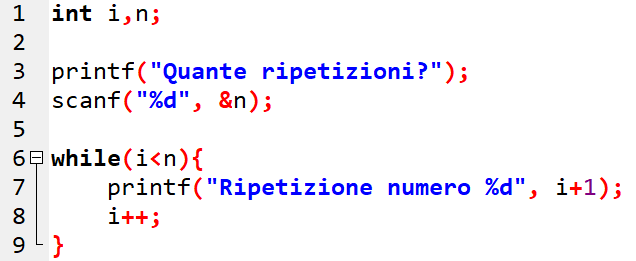 1 int i,n;
2
3 printf("Quante ripetizioni?");
4 scanf("%d", &n);
5
6 while(i<n){
7     printf("Ripetizione numero %d", i+1);
8     i++;
9 }